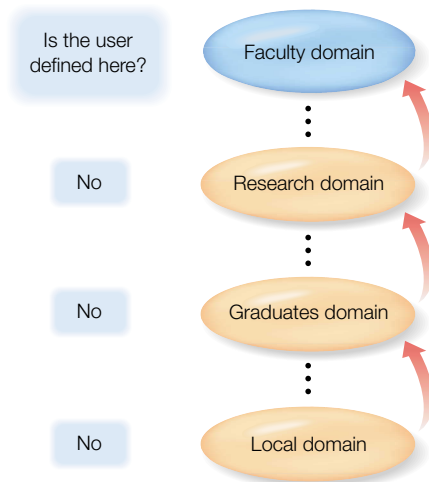 Is the user
defined here?
Faculty domain
No
Research domain
No
Graduates domain
No
Local domain